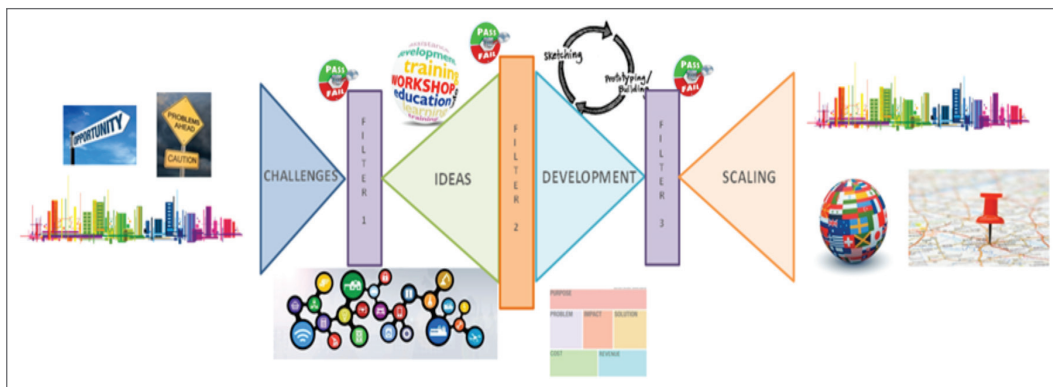 OPPORTUNITY
PROBLEMS
AHEAD
CAUTION
CHALLENGES
PASS
FAIL
FILTER 1
development
training
WORKSHOP
education
learning
training
IDEAS
PASS
FAIL
FILTER 2
Sketching
Prototyping/
Building
DEVELOPMENT
PASS
FAIL
FILTER 3
SCALING
PURPOSE
PROBLEM
IMPACT
SOLUTION
COST
REVENUE